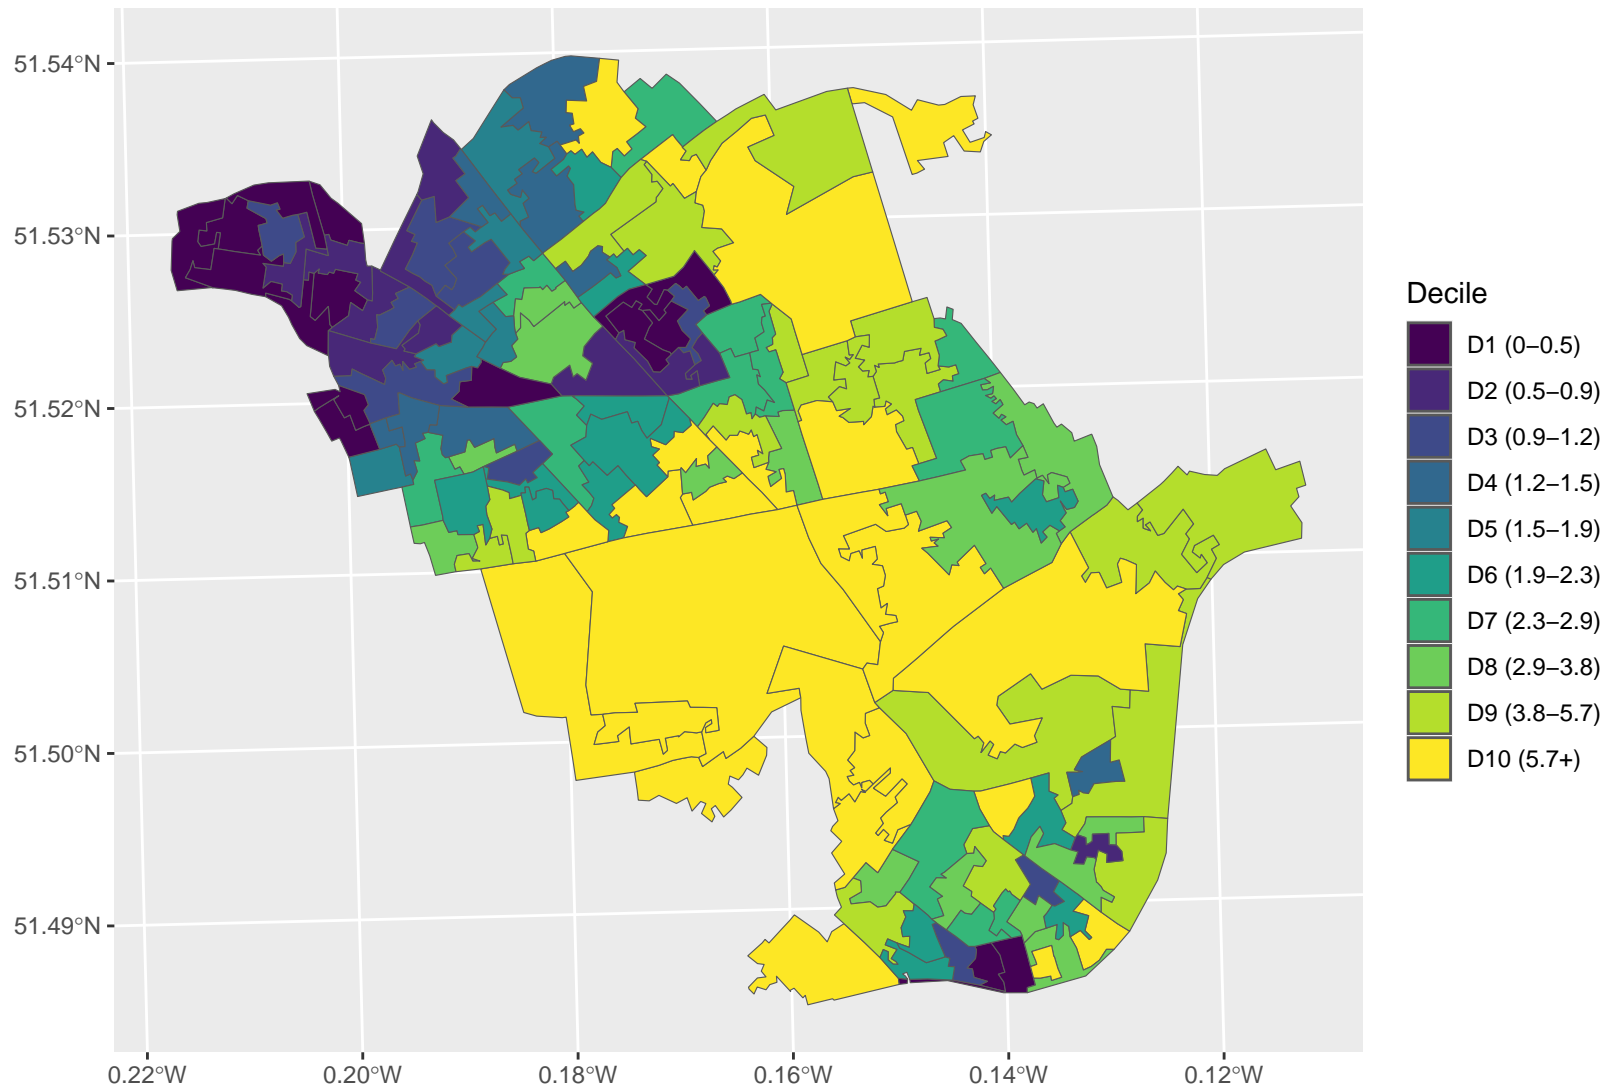 51.54°N
51.53°N
51.52°N
51.51°N
51.50°N
51.49°N
0.22°W
0.20°W
0.18°W
0.16°W
0.14°W
0.12°W
Decile
D1 (0–0.5)
D2 (0.5–0.9)
D3 (0.9–1.2)
D4 (1.2–1.5)
D5 (1.5–1.9)
D6 (1.9–2.3)
D7 (2.3–2.9)
D8 (2.9–3.8)
D9 (3.8–5.7)
D10 (5.7+)